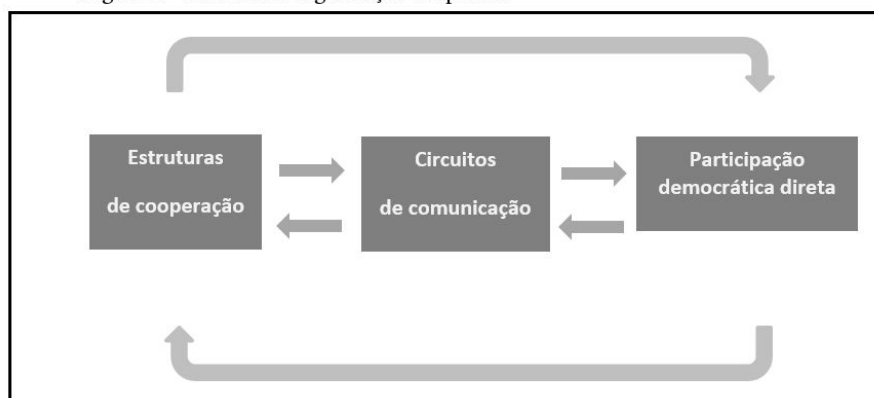 Estruturas
de cooperação
Circuitos
de comunicação
Participação
democrática direta